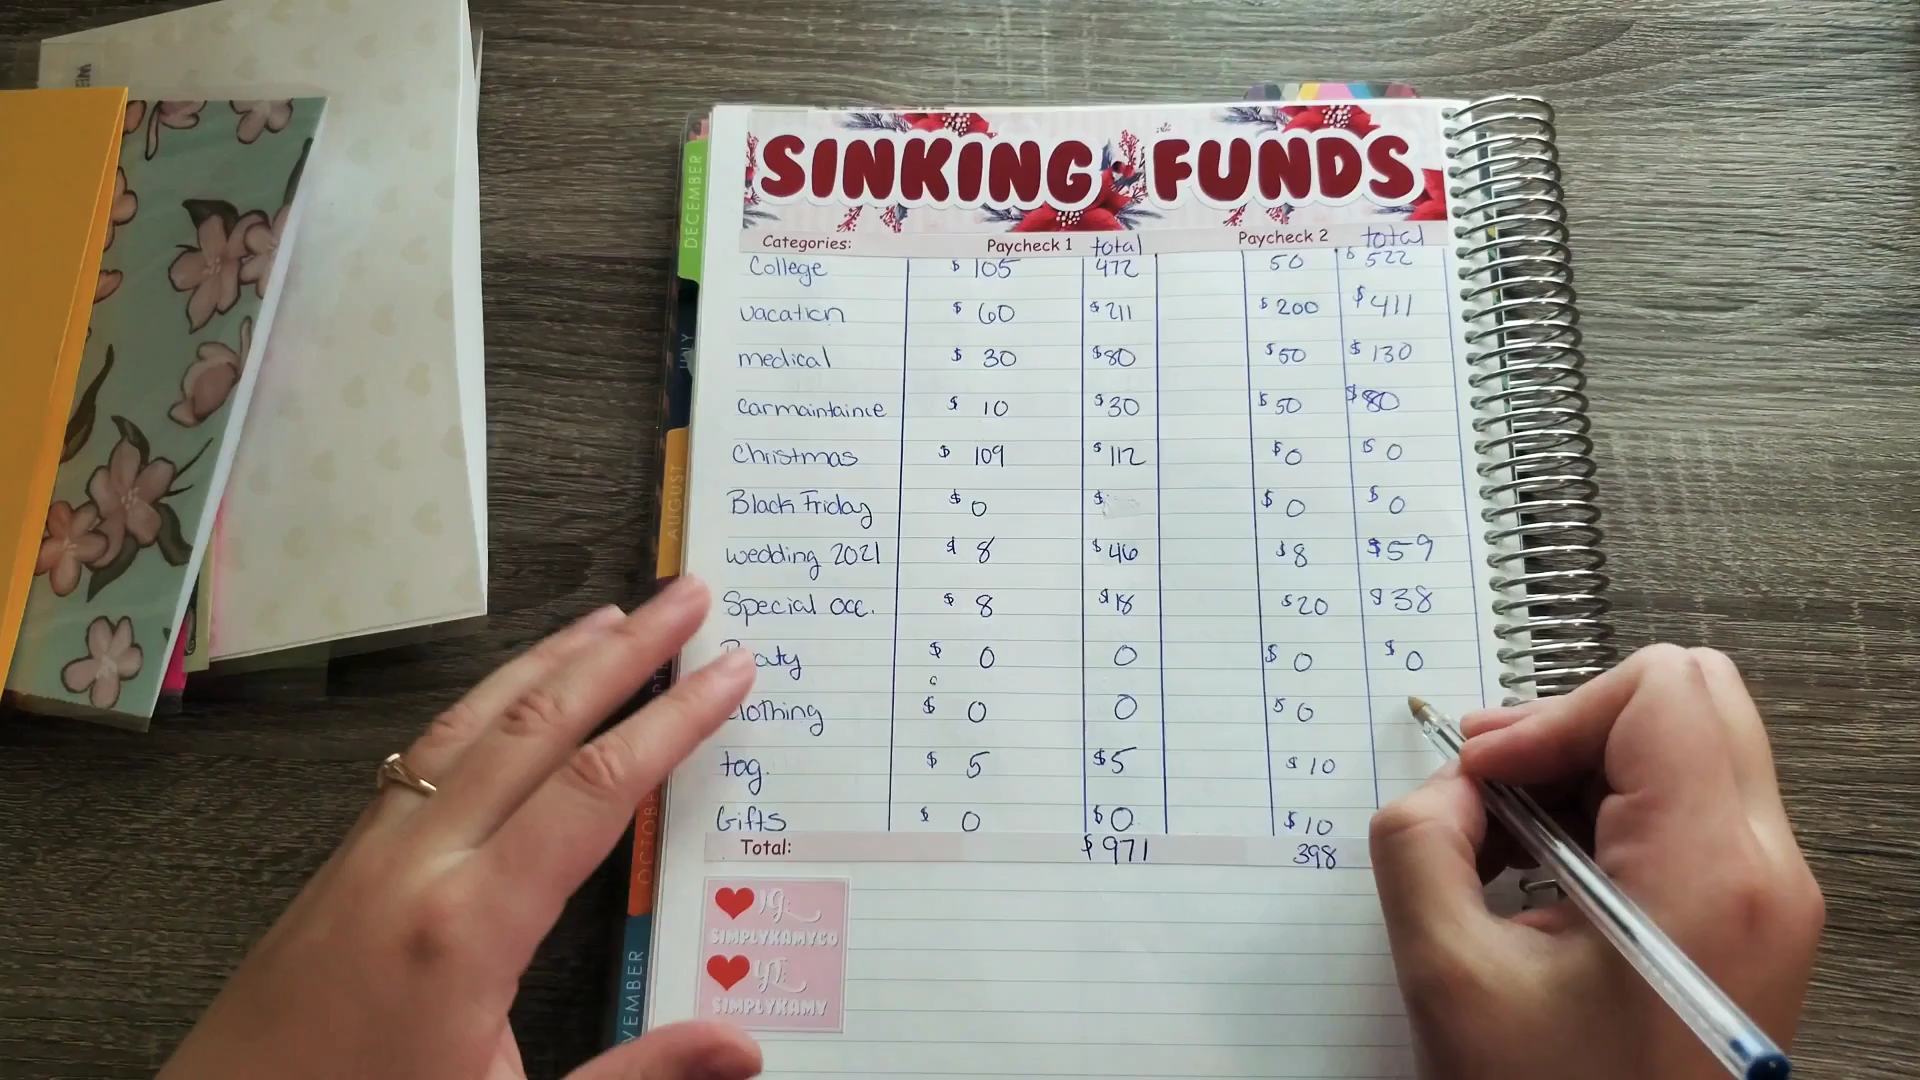 SINKING FUNDS
Categories: Paycheck 1 total Paycheck 2 total
College $ 105 472 50 $ 522
vacation $ 60 $ 211 $ 200 $ 411
medical $ 30 $80 $50 $ 130
carmaintaince $ 10 $30 $50 $80
Christmas $ 109 $112 $0 $ 0
Black Friday $ 0 $ $ 0 $ 0
wedding 2021 $ 8 $46 $8 $59
Special occ. $ 8 $18 $20 $38
$ 0 0 $ 0 $ 0
clothing $ 0 0 $ 0
tag. $ 5 $5 $ 10
Gifts $ 0 $0 $10
Total: $971 398
IG:
SIMPLYKAMYCO
YT:
SIMPLYKAMY
DECEMBER
JULY
AUGUST
OCTOBER
VEMBER